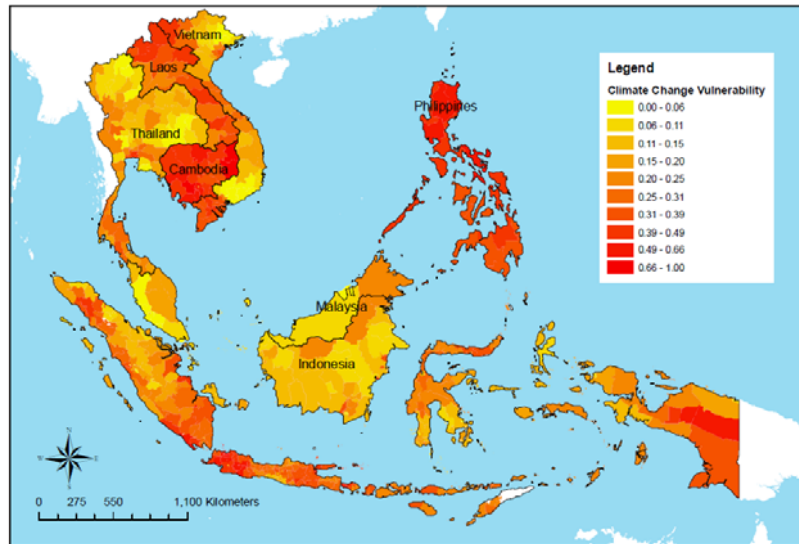 Vietnam
Laos
Thailand
Cambodia
Philippines
Malaysia
Indonesia
Legend
Climate Change Vulnerability
0.00 - 0.06
0.06 - 0.11
0.11 - 0.15
0.15 - 0.20
0.20 - 0.25
0.25 - 0.31
0.31 - 0.39
0.39 - 0.49
0.49 - 0.66
0.66 - 1.00
N
W
E
S
0 275 550 1,100 Kilometers